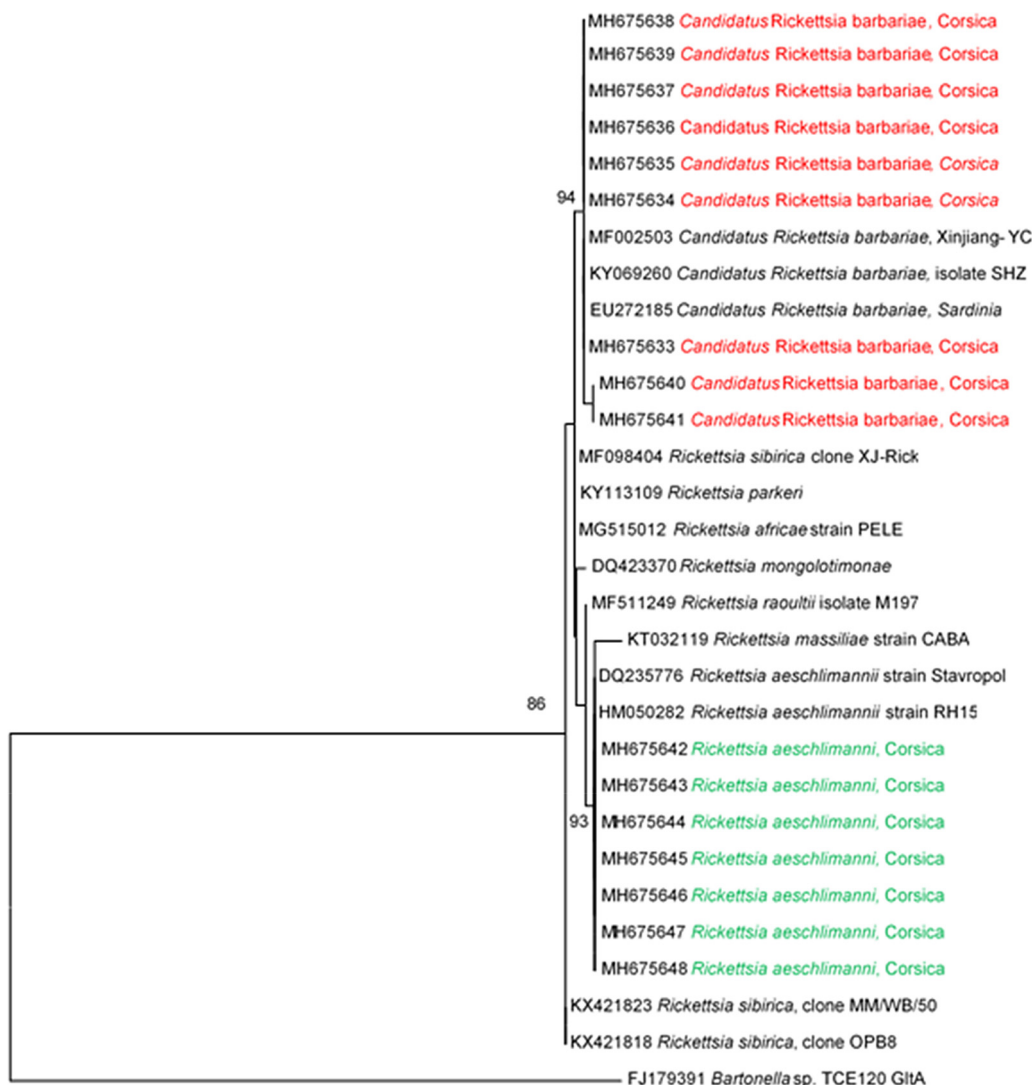 MH675638 Candidatus Rickettsia barbariae, Corsica
MH675639 Candidatus Rickettsia barbariae, Corsica
MH675637 Candidatus Rickettsia barbariae, Corsica
MH675636 Candidatus Rickettsia barbariae, Corsica
MH675635 Candidatus Rickettsia barbariae, Corsica
94
MH675634 Candidatus Rickettsia barbariae, Corsica
MF002503 Candidatus Rickettsia barbariae, Xinjiang-YC
KY069260 Candidatus Rickettsia barbariae, isolate SHZ
EU272185 Candidatus Rickettsia barbariae, Sardinia
MH675633 Candidatus Rickettsia barbariae, Corsica
MH675640 Candidatus Rickettsia barbariae, Corsica
MH675641 Candidatus Rickettsia barbariae, Corsica
MF098404 Rickettsia sibirica clone XJ-Rick
KY113109 Rickettsia parkeri
MG515012 Rickettsia africae strain PELE
DQ423370 Rickettsia mongolotimonae
MF511249 Rickettsia raoultii isolate M197
KT032119 Rickettsia massiliae strain CABA
DQ235776 Rickettsia aeschlimannii strain Stavropol
86
HM050282 Rickettsia aeschlimannii strain RH15
MH675642 Rickettsia aeschlimanni, Corsica
MH675643 Rickettsia aeschlimanni, Corsica
93
MH675644 Rickettsia aeschlimanni, Corsica
MH675645 Rickettsia aeschlimanni, Corsica
MH675646 Rickettsia aeschlimanni, Corsica
MH675647 Rickettsia aeschlimanni, Corsica
MH675648 Rickettsia aeschlimanni, Corsica
KX421823 Rickettsia sibirica, clone MM/WB/50
KX421818 Rickettsia sibirica, clone OPB8
FJ179391 Bartonella sp. TCE120 GltA